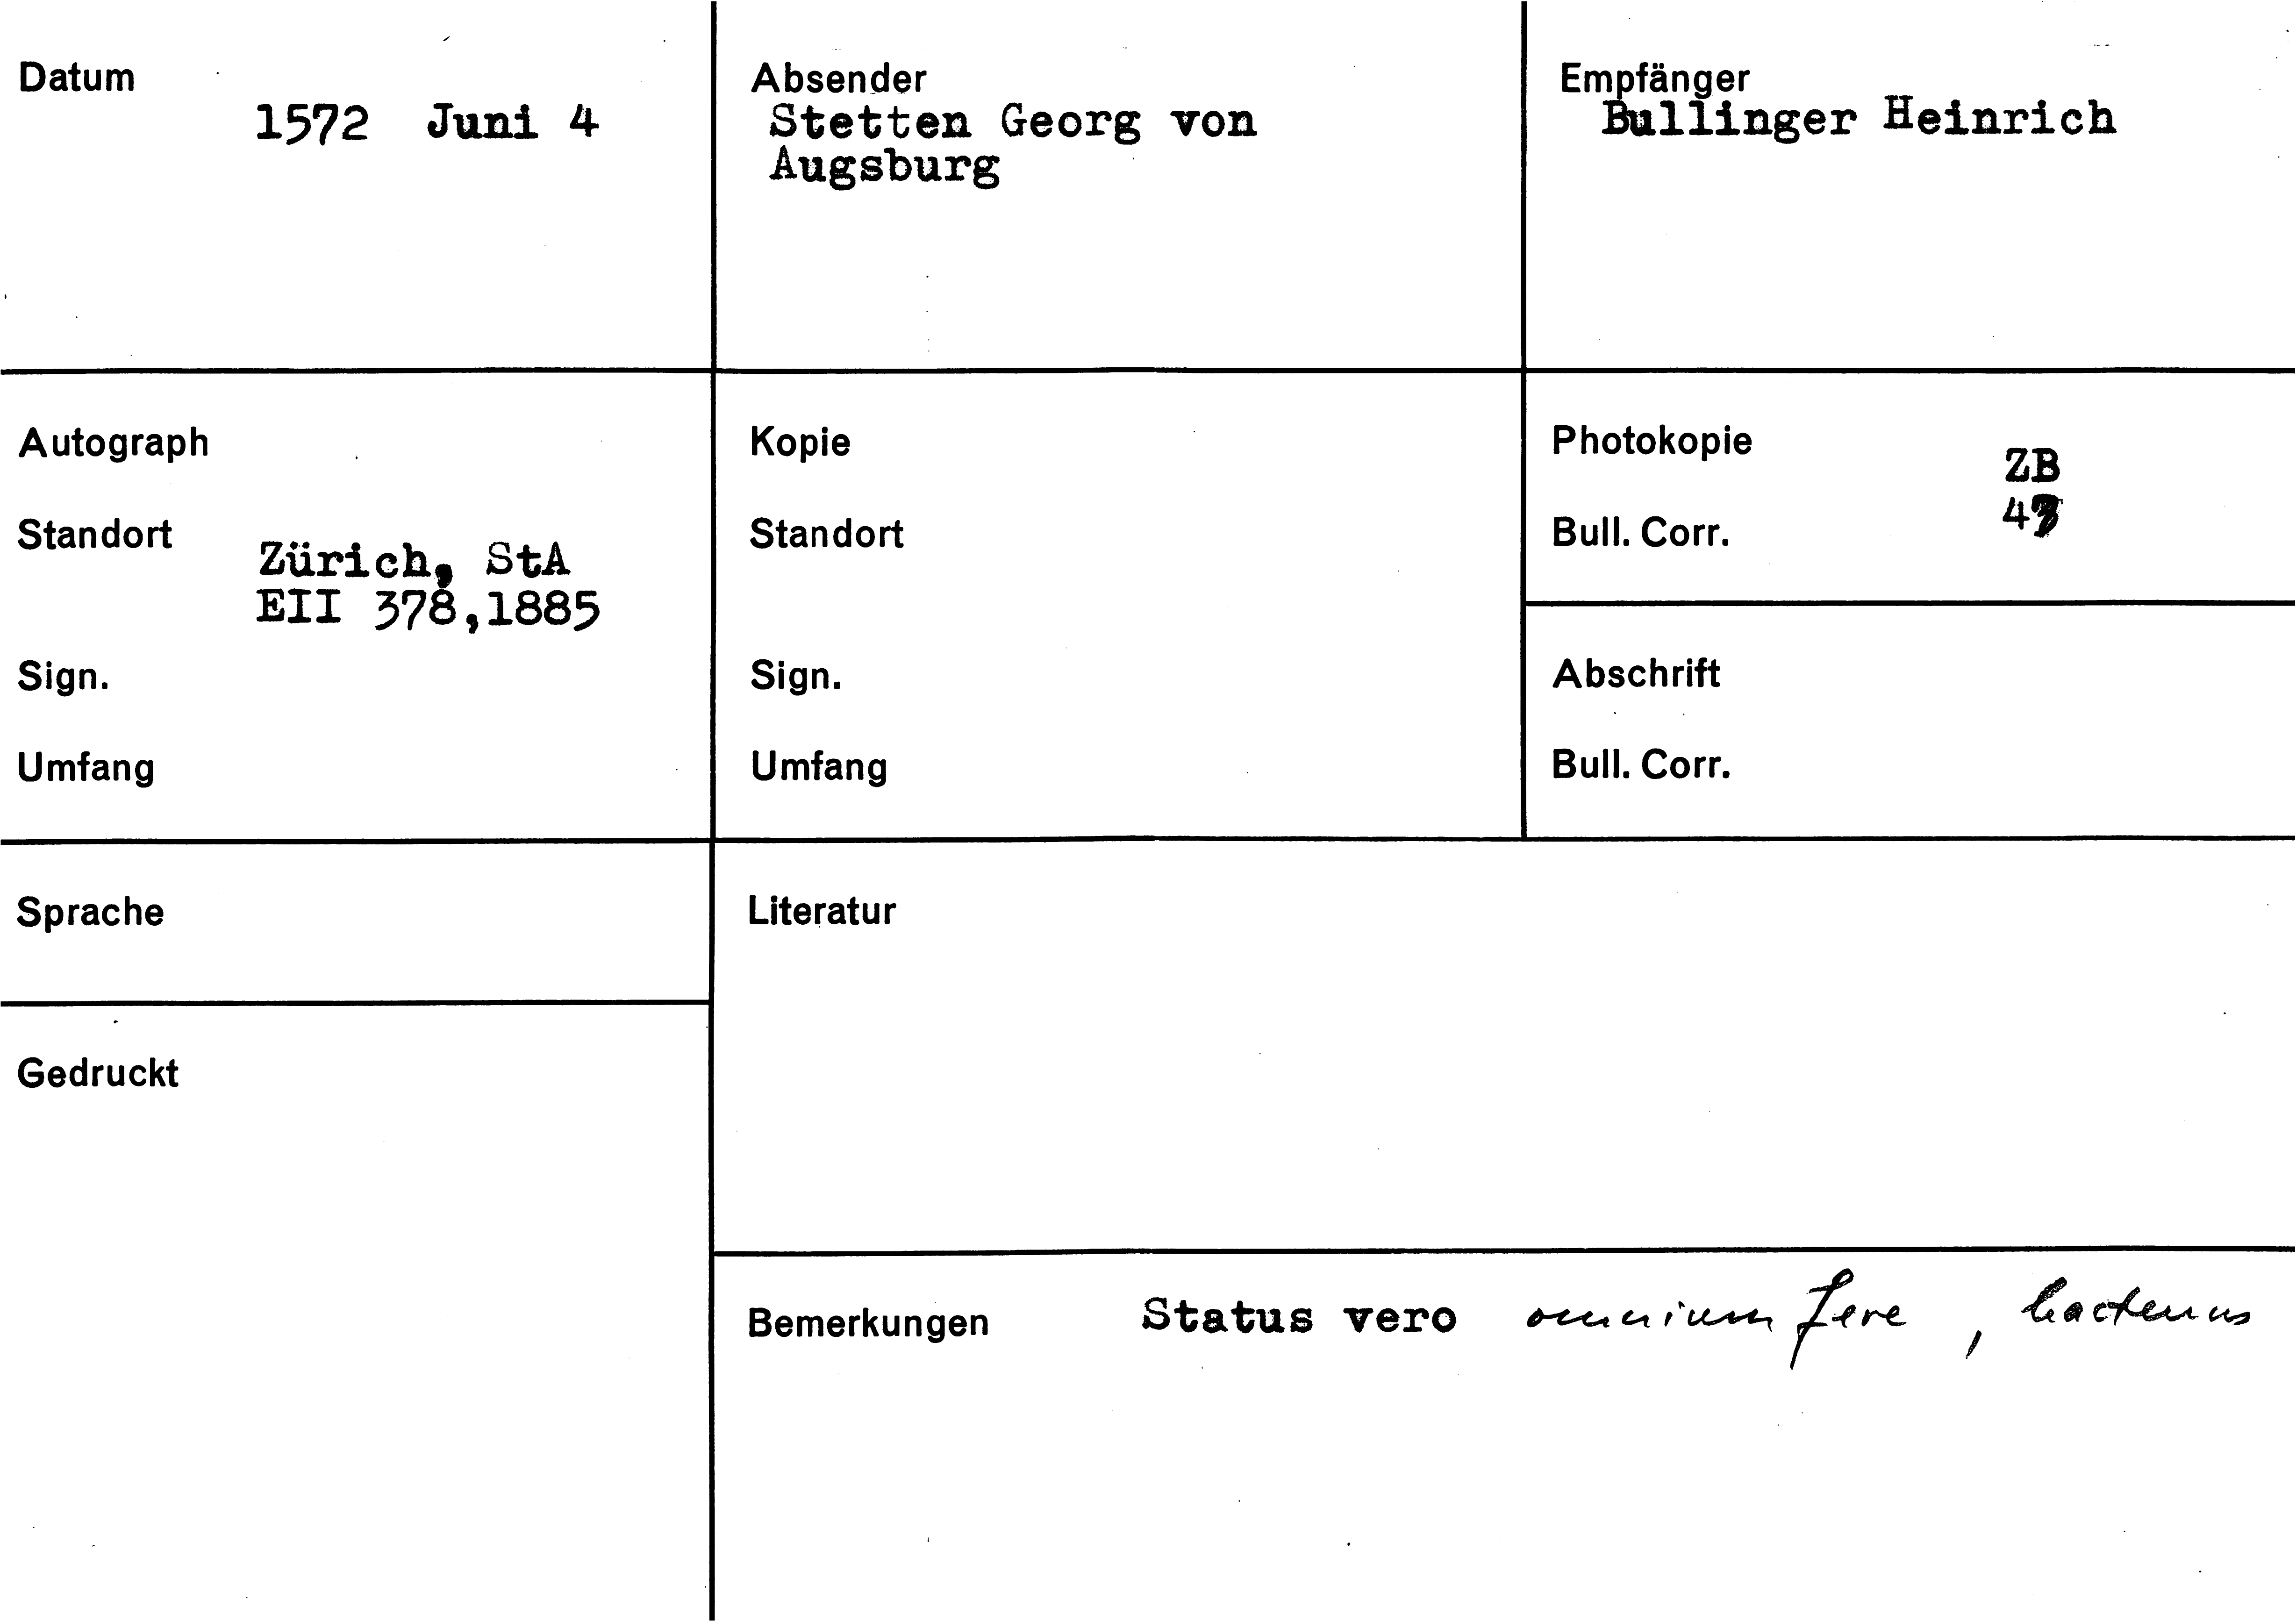 Datum
1572 Juni 4
Absender
Stetten Georg von
Augsburg
Empfänger
Bullinger Heinrich
Autograph
Standort
Zürich, StA
EII 378,1885
Sign.
Umfang
Kopie
Standort
Sign.
Umfang
Photokopie
ZB
Bull. Corr.
Abschrift
Bull. Corr.
Sprache
Gedruckt
Literatur
Bemerkungen
Status vero omnium fere, hactenus